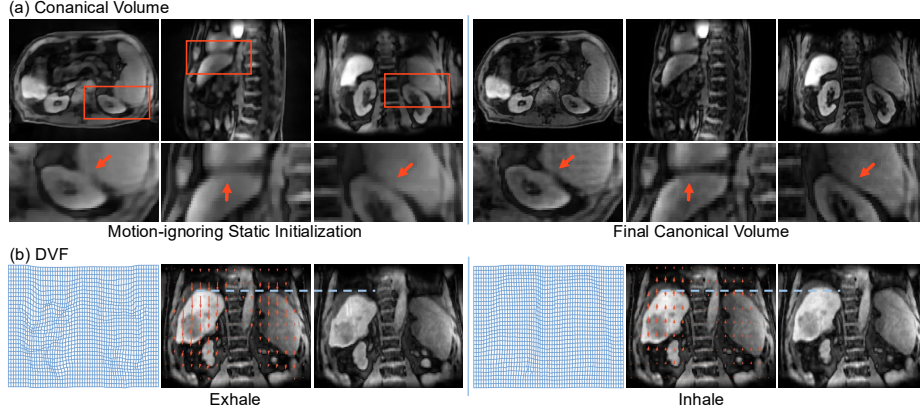 (a) Conanical Volume
Motion-ignoring Static Initialization
Final Canonical Volume
(b) DVF
Exhale
Inhale